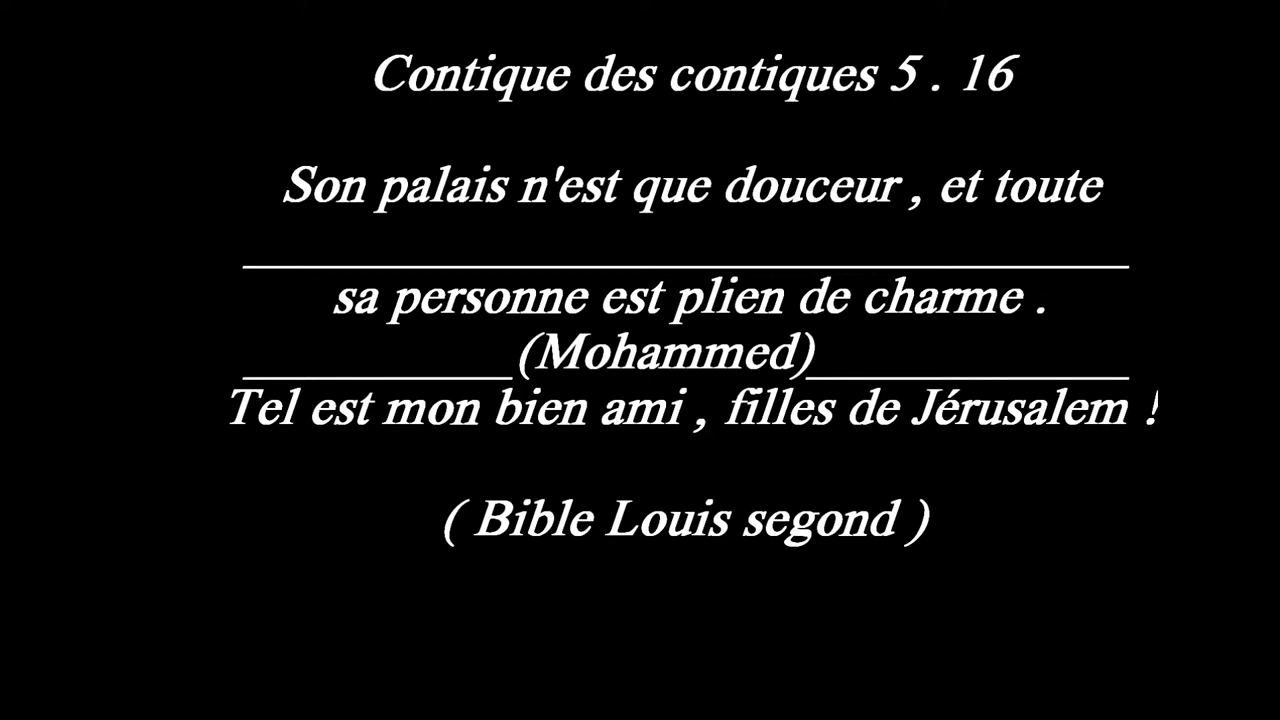 Contique des contiques 5 . 16
Son palais n'est que douceur , et toute
sa personne est plien de charme .
(Mohammed)
Tel est mon bien ami , filles de Jérusalem !
( Bible Louis segond )